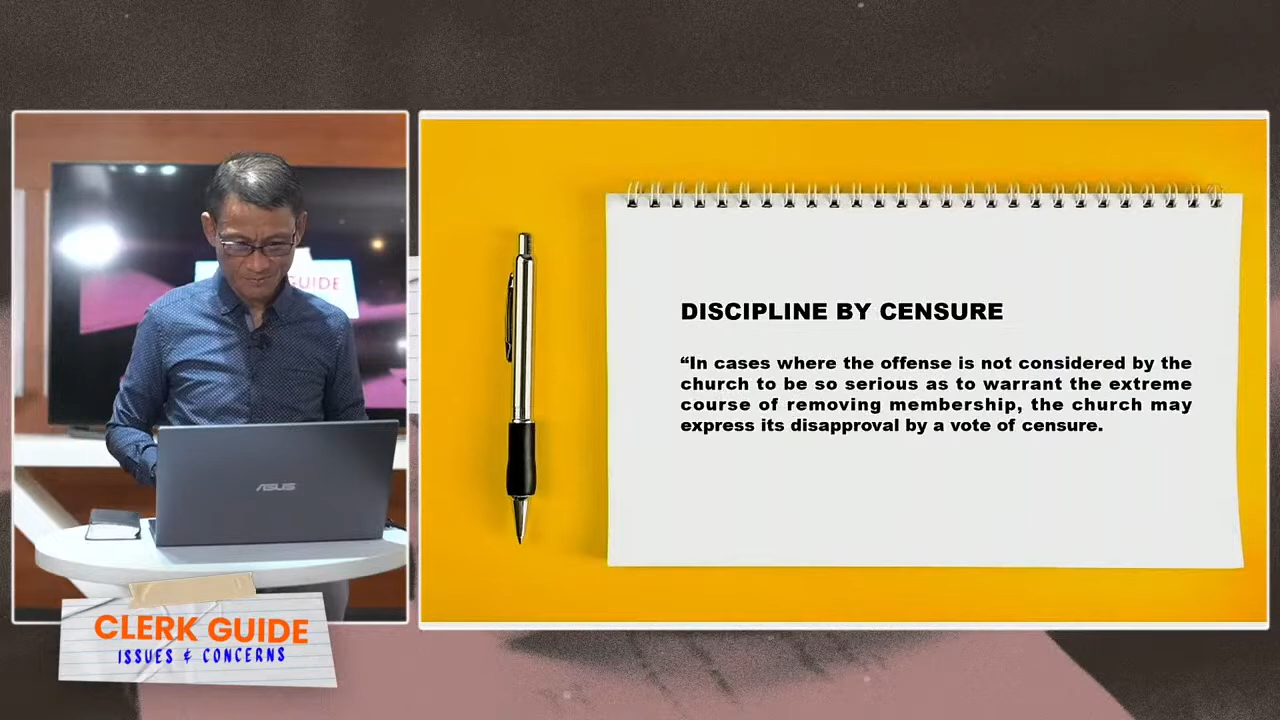 GUIDE
ASUS
CLERK GUIDE
ISSUES & CONCERNS
DISCIPLINE BY CENSURE
“In cases where the offense is not considered by the
church to be so serious as to warrant the extreme
course of removing membership, the church may
express its disapproval by a vote of censure.